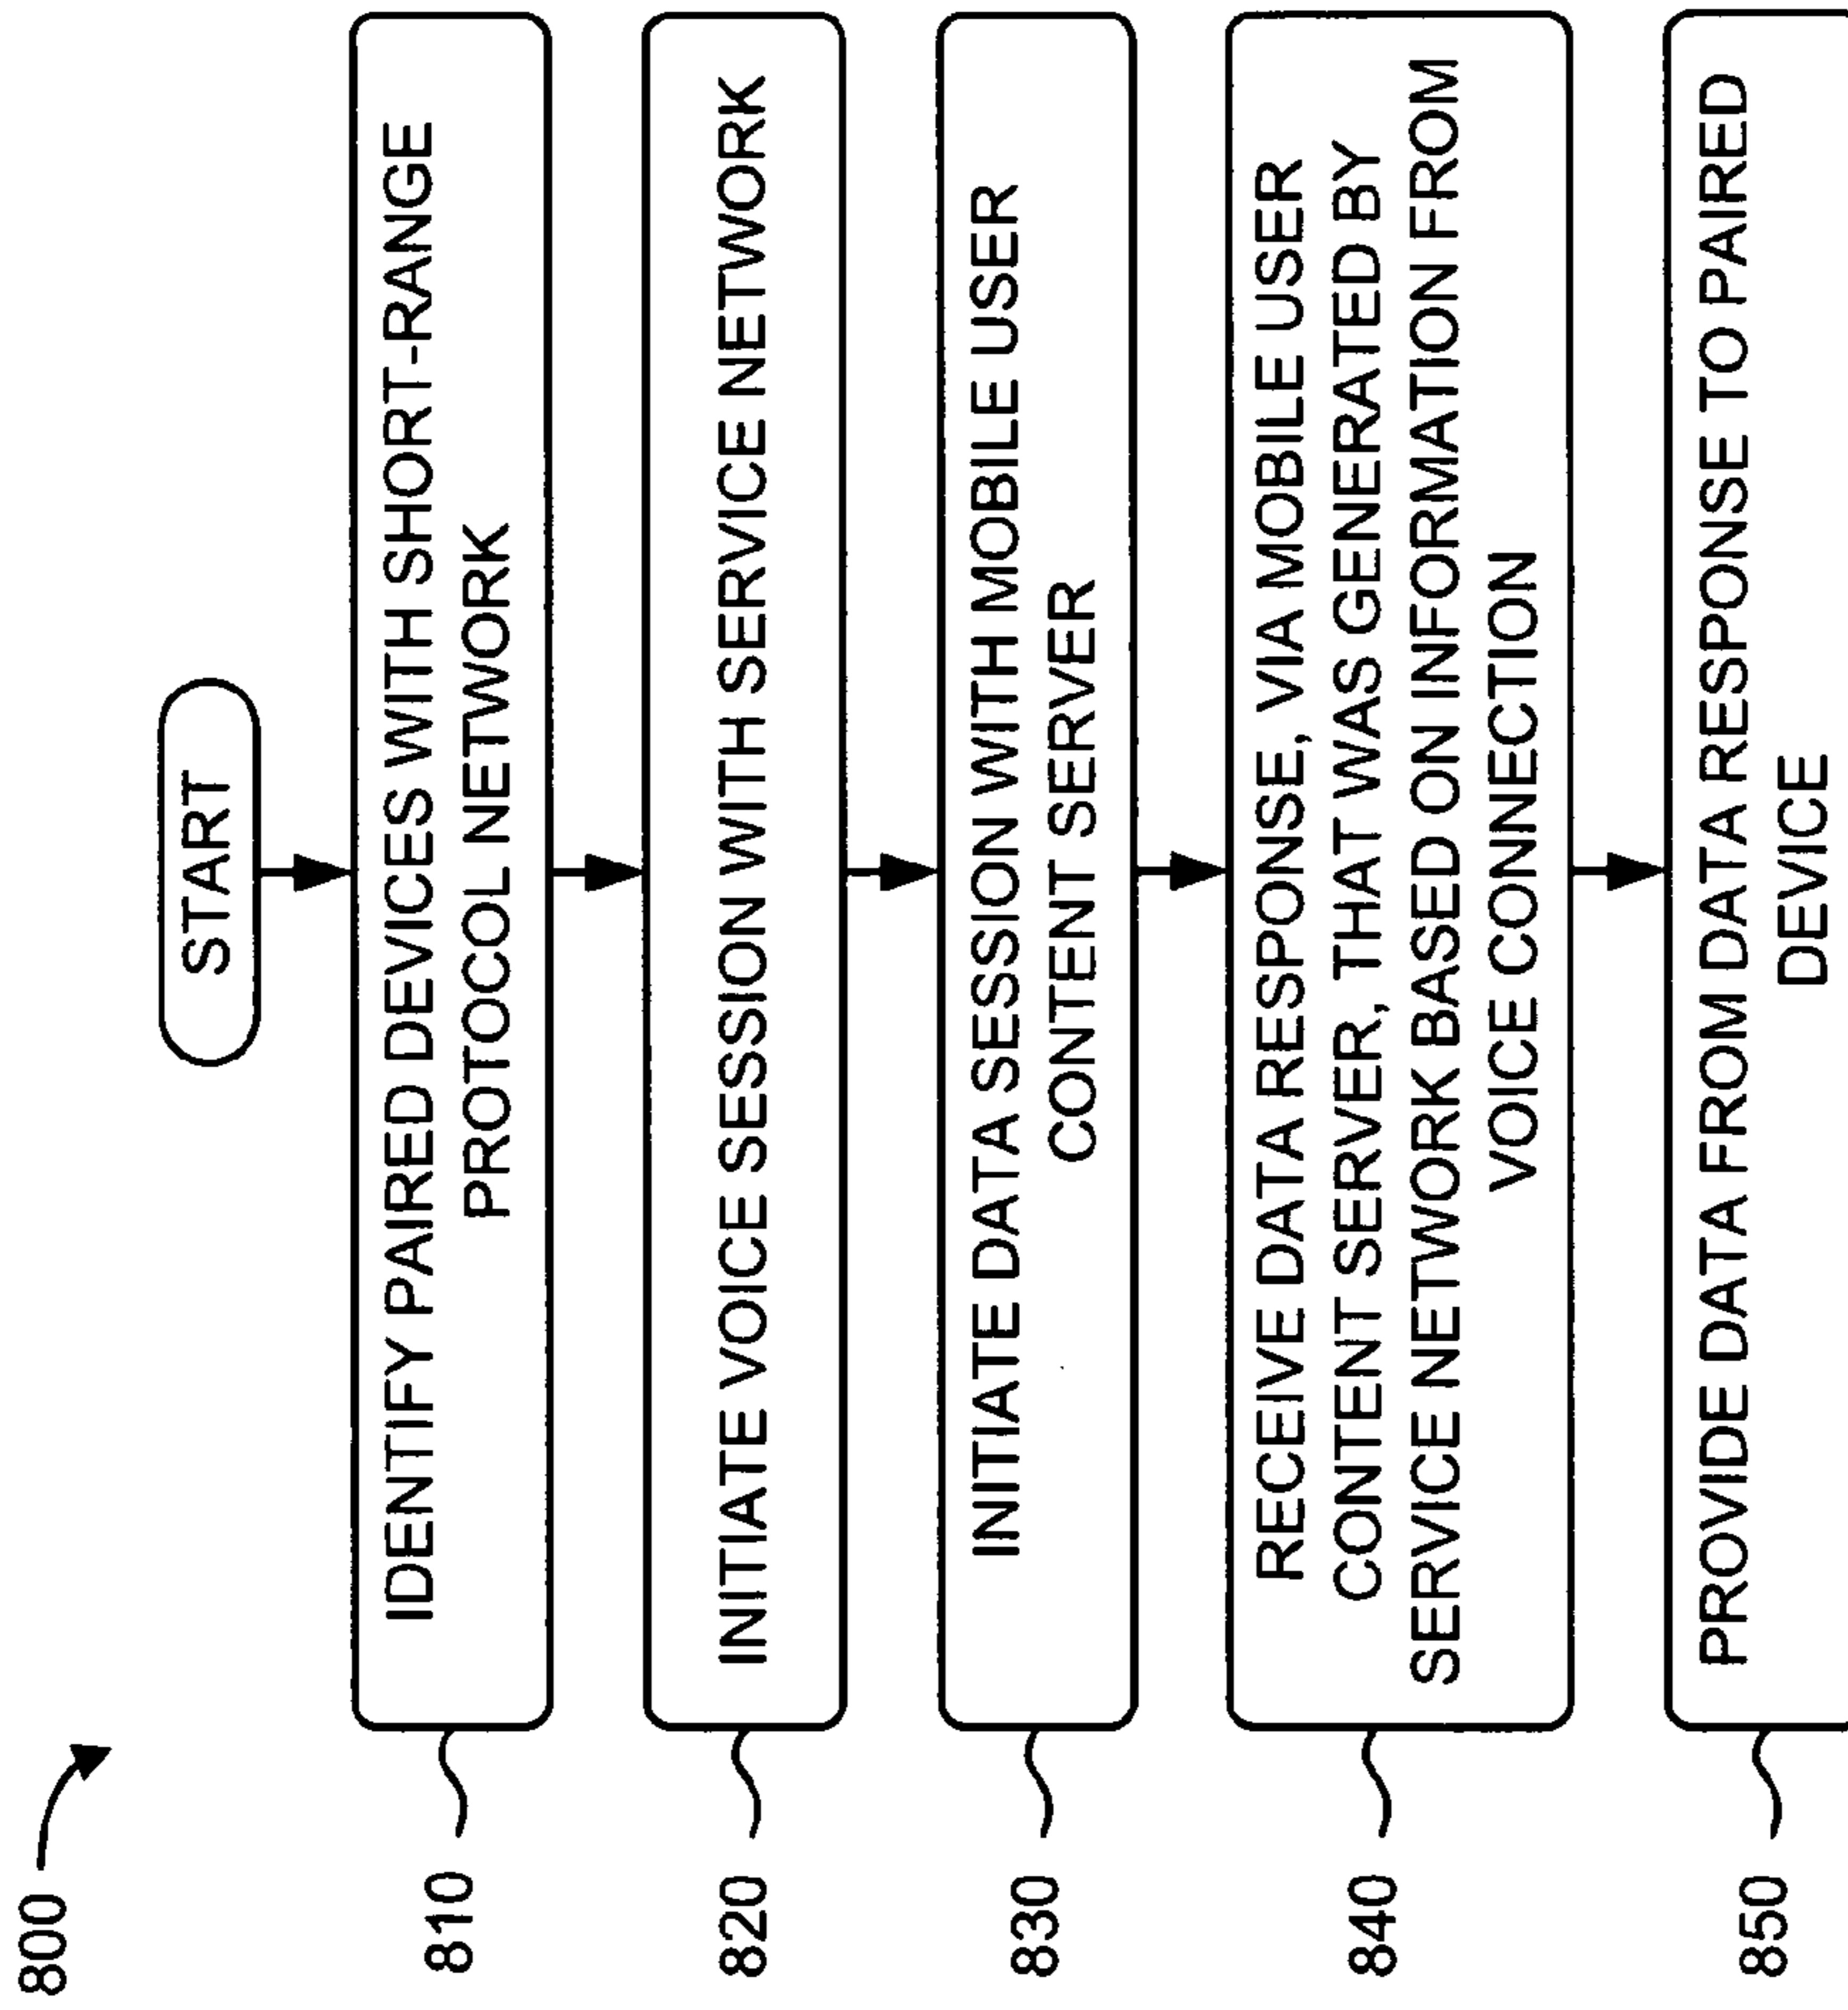 800
START
810
IDENTIFY PAIRED DEVICES WITH SHORT-RANGE
PROTOCOL NETWORK
820
INITIATE VOICE SESSION WITH SERVICE NETWORK
830
INITIATE DATA SESSION WITH MOBILE USER
CONTENT SERVER
840
RECEIVE DATA RESPONSE, VIA MOBILE USER
CONTENT SERVER, THAT WAS GENERATED BY
SERVICE NETWORK BASED ON INFORMATION FROM
VOICE CONNECTION
850
PROVIDE DATA FROM DATA RESPONSE TO PAIRED
DEVICE